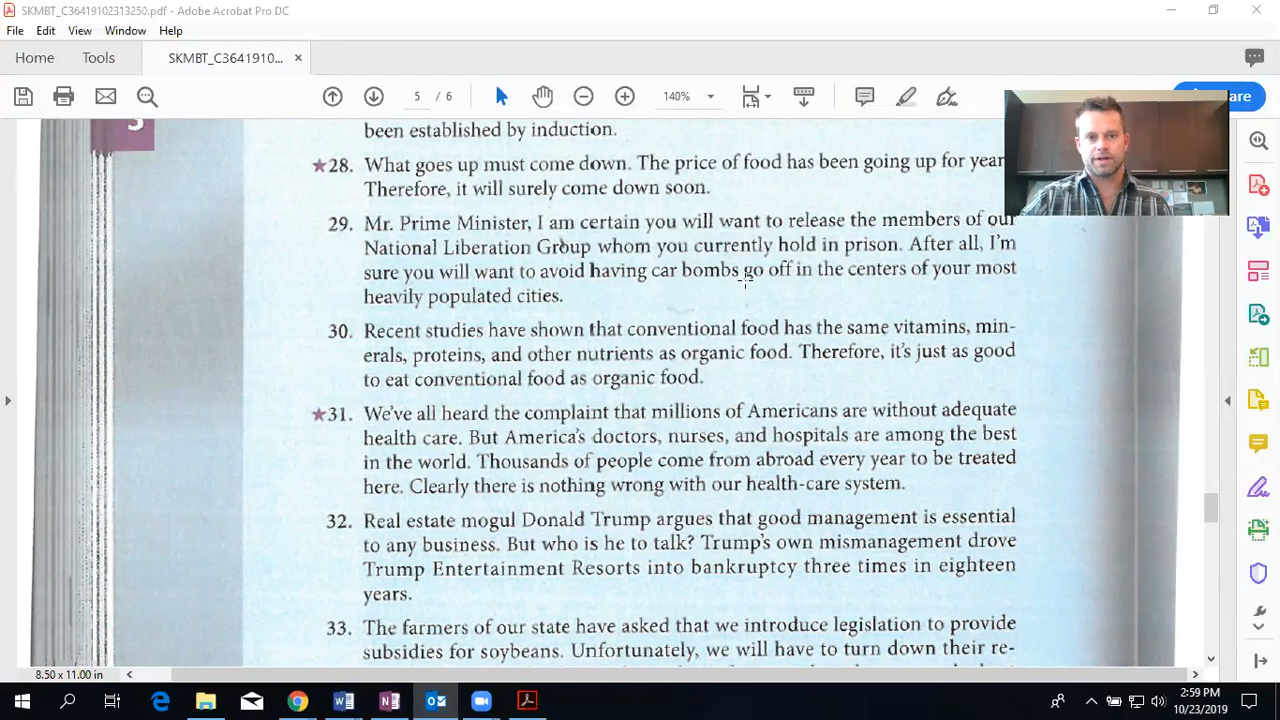 SKMBT_C36419102313250.pdf - Adobe Acrobat Pro DC
File Edit View Window Help
Home Tools SKMBT_C3641910... ×
5 / 6 140%
3
been established by induction.
★28. What goes up must come down. The price of food has been going up for
Therefore, it will surely come down soon.
29. Mr. Prime Minister, I am certain you will want to release the members of our
National Liberation Group whom you currently hold in prison. After all, I'm
sure you will want to avoid having car bombs go off in the centers of your most
heavily populated cities.
30. Recent studies have shown that conventional food has the same vitamins, min-
erals, proteins, and other nutrients as organic food. Therefore, it's just as good
to eat conventional food as organic food.
★31. We've all heard the complaint that millions of Americans are without adequate
health care. But America's doctors, nurses, and hospitals are among the best
in the world. Thousands of people come from abroad every year to be treated
here. Clearly there is nothing wrong with our health-care system.
32. Real estate mogul Donald Trump argues that good management is essential
to any business. But who is he to talk? Trump's own mismanagement drove
Trump Entertainment Resorts into bankruptcy three times in eighteen
years.
33. The farmers of our state have asked that we introduce legislation to provide
subsidies for soybeans. Unfortunately, we will have to turn down their re-
8.50 x 11.00 in
2:59 PM
10/23/2019